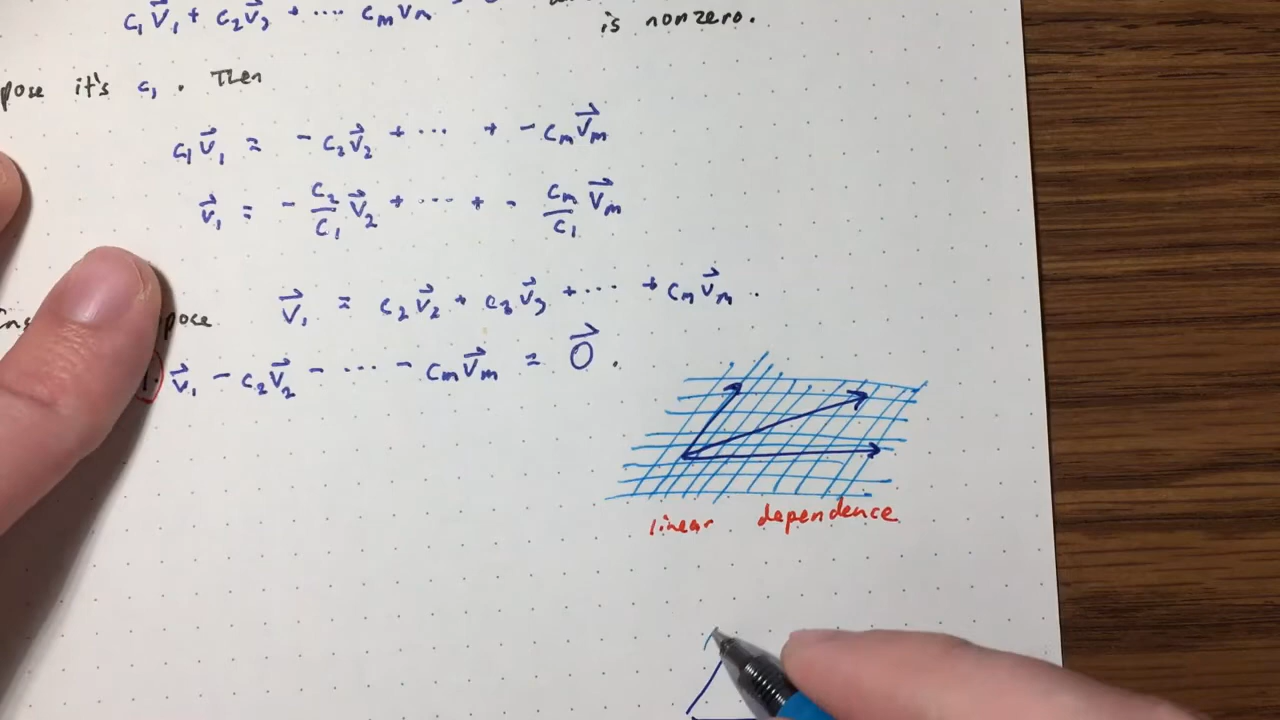 c₁v⃗₁ + c₂v⃗₂ + .... cₘvₘ
is nonzero.
pose it's c₁. Then
c₁v⃗₁ = - c₂v⃗₂ + ... + - cₘv⃗ₘ
v⃗₁ = - c₂/c₁ v⃗₂ + ... + - cₘ/c₁ v⃗ₘ
pose v⃗₁ = c₂v⃗₂ + c₃v⃗₃ + ... + cₘv⃗ₘ.
v⃗₁ - c₂v⃗₂ - ... - cₘv⃗ₘ = 0⃗.
linear dependence